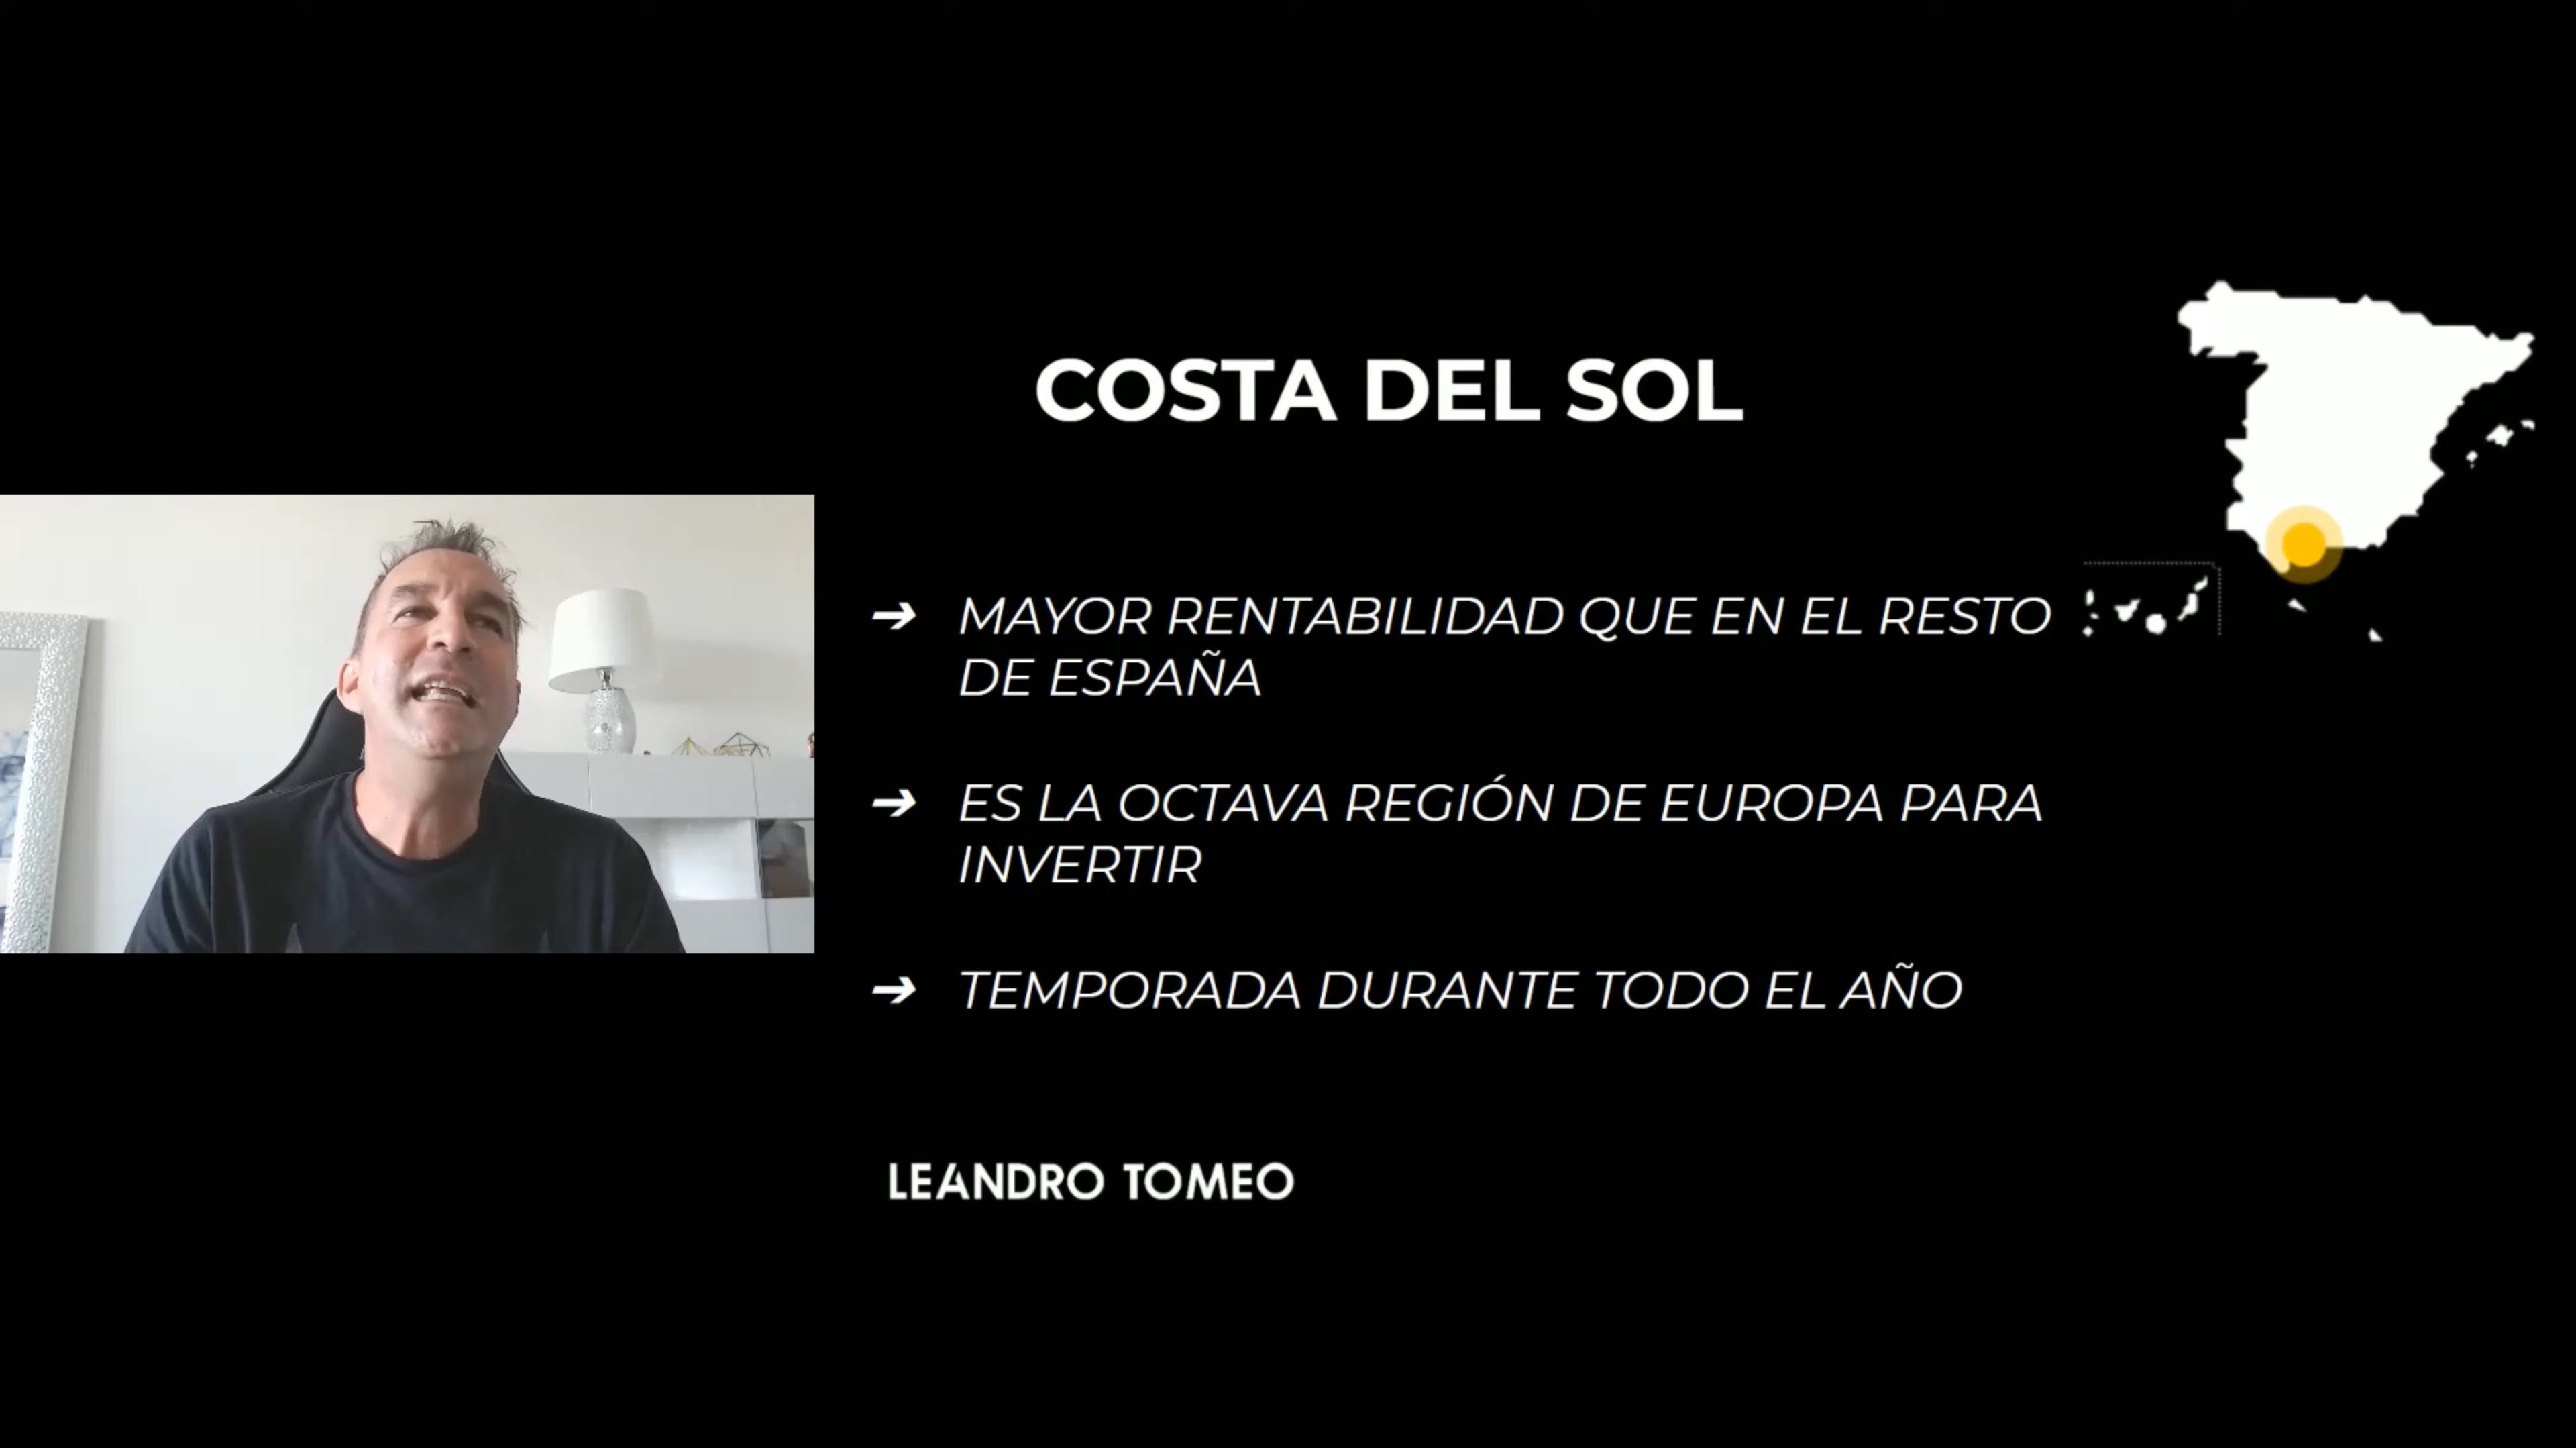 COSTA DEL SOL
➔ MAYOR RENTABILIDAD QUE EN EL RESTO
DE ESPAÑA
➔ ES LA OCTAVA REGIÓN DE EUROPA PARA
INVERTIR
➔ TEMPORADA DURANTE TODO EL AÑO
LEANDRO TOMEO